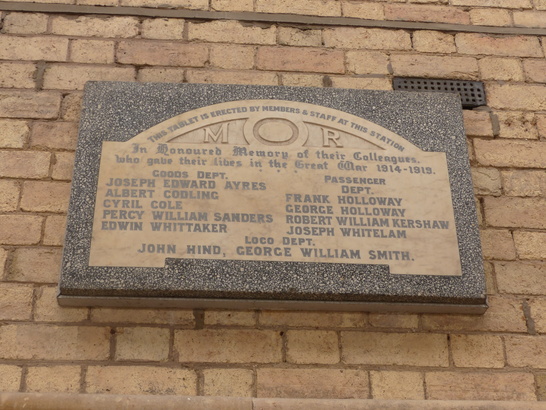 THIS TABLET IS ERECTED BY MEMBERS & STAFF AT THIS STATION
M O R
In Honoured Memory of their Colleagues,
who gave their lives in the Great War 1914-1919.
GOODS DEPT. PASSENGER
JOSEPH EDWARD AYRES DEPT.
ALBERT CODLING FRANK HOLLOWAY
CYRIL COLE GEORGE HOLLOWAY
PERCY WILLIAM SANDERS ROBERT WILLIAM KERSHAW
EDWIN WHITTAKER JOSEPH WHITELAM
LOCO DEPT.
JOHN HIND, GEORGE WILLIAM SMITH.